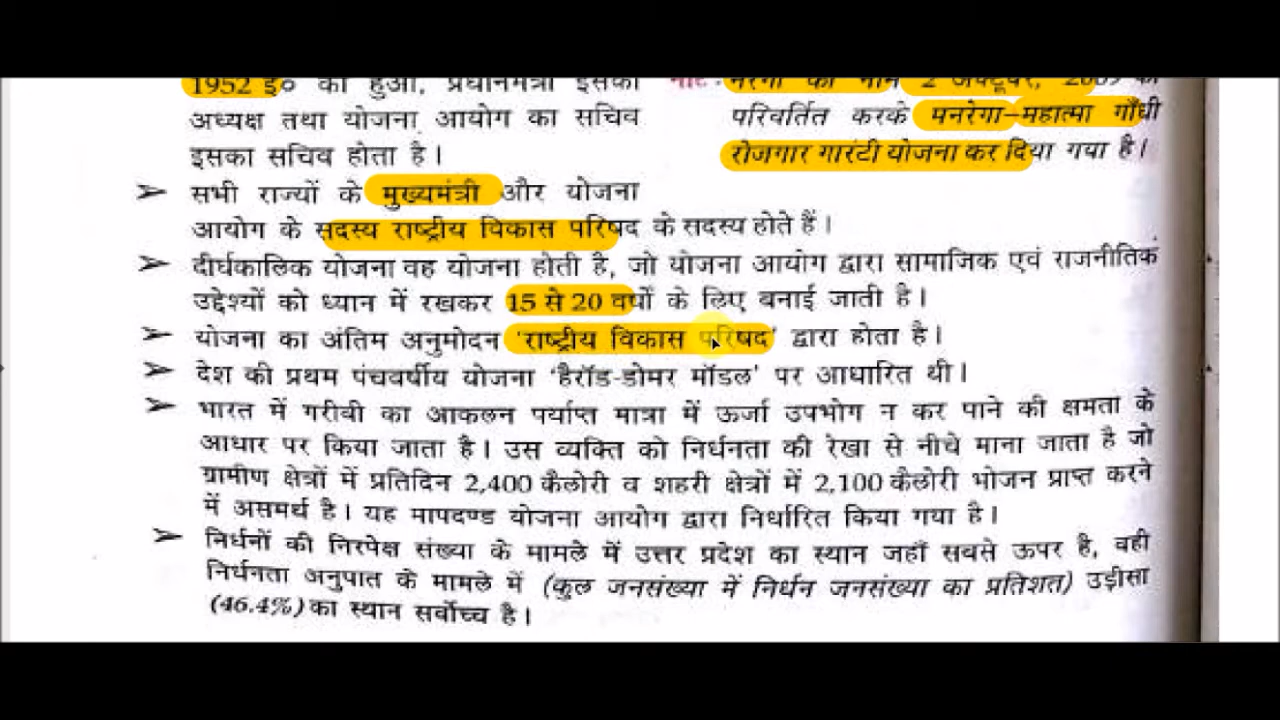 1952 ई० को हुआ, प्रधानमंत्री इसका
अध्यक्ष तथा योजना आयोग का सचिव
इसका सचिव होता है।
नोट : नरेगा का नाम 2 अक्टूबर, 2009 को
परिवर्तित करके मनरेगा–महात्मा गाँधी
रोजगार गारंटी योजना कर दिया गया है।
➢ सभी राज्यों के मुख्यमंत्री और योजना
आयोग के सदस्य राष्ट्रीय विकास परिषद के सदस्य होते हैं।
➢ दीर्घकालिक योजना वह योजना होती है, जो योजना आयोग द्वारा सामाजिक एवं राजनीतिक
उद्देश्यों को ध्यान में रखकर 15 से 20 वर्षों के लिए बनाई जाती है।
➢ योजना का अंतिम अनुमोदन 'राष्ट्रीय विकास परिषद' द्वारा होता है।
➢ देश की प्रथम पंचवर्षीय योजना 'हैरॉड-डोमर मॉडल' पर आधारित थी।
➢ भारत में गरीबी का आकलन पर्याप्त मात्रा में ऊर्जा उपभोग न कर पाने की क्षमता के
आधार पर किया जाता है। उस व्यक्ति को निर्धनता की रेखा से नीचे माना जाता है जो
ग्रामीण क्षेत्रों में प्रतिदिन 2,400 कैलोरी व शहरी क्षेत्रों में 2,100 कैलोरी भोजन प्राप्त करने
में असमर्थ है। यह मापदण्ड योजना आयोग द्वारा निर्धारित किया गया है।
➢ निर्धनों की निरपेक्ष संख्या के मामले में उत्तर प्रदेश का स्थान जहाँ सबसे ऊपर है, वही
निर्धनता अनुपात के मामले में (कुल जनसंख्या में निर्धन जनसंख्या का प्रतिशत) उड़ीसा
(46.4%) का स्थान सर्वोच्च है।